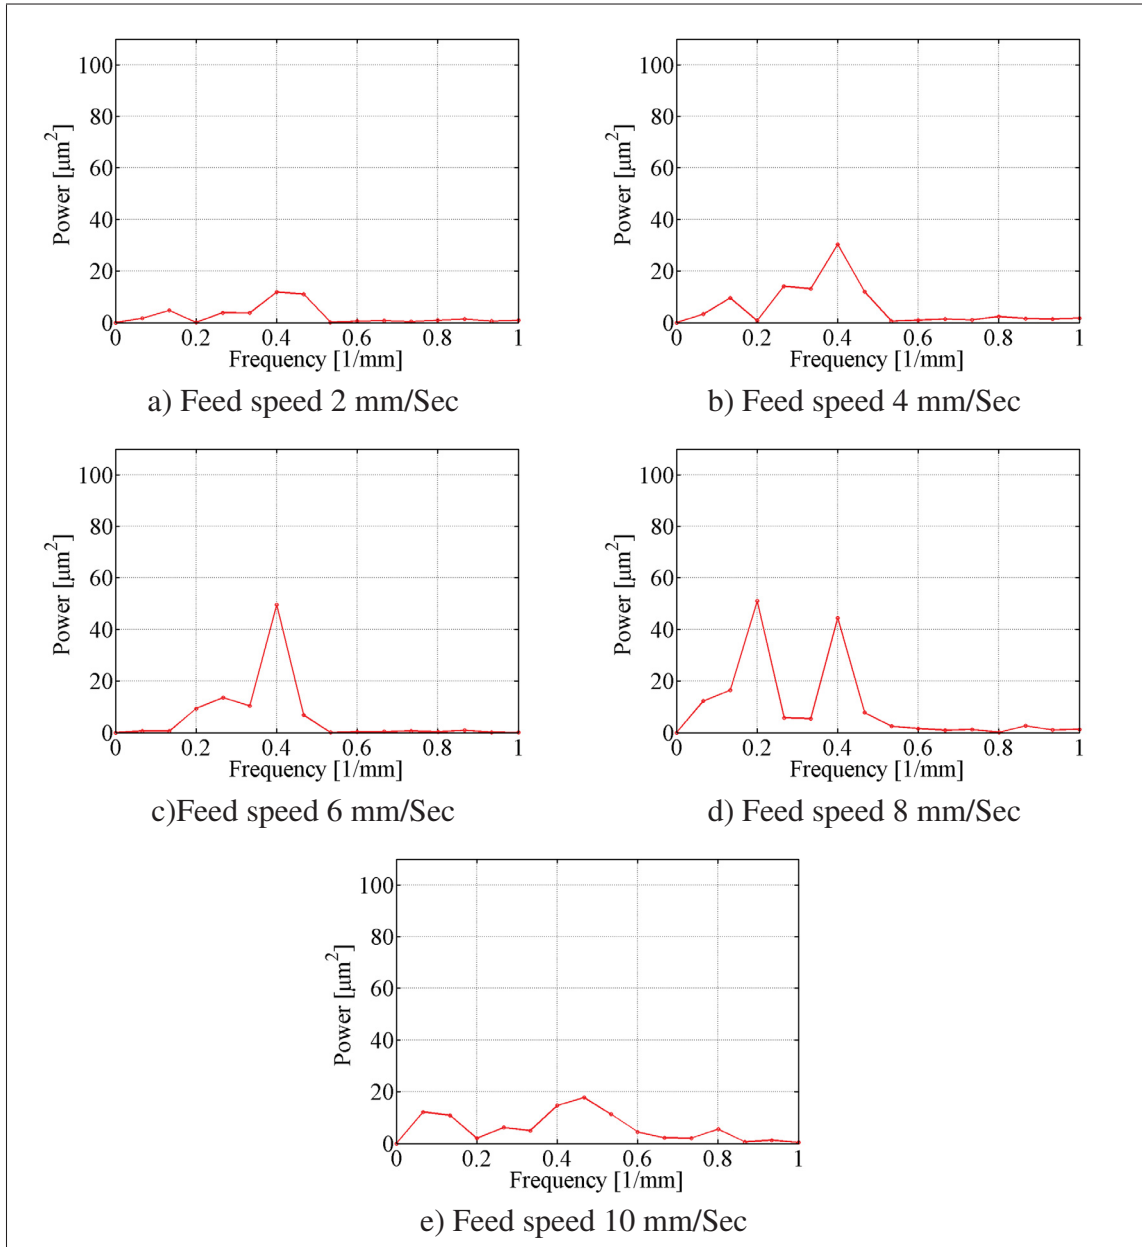 100
80
60
40
20
0
Power [μm²]
0 0.2 0.4 0.6 0.8 1
Frequency [1/mm]
a) Feed speed 2 mm/Sec
100
80
60
40
20
0
Power [μm²]
0 0.2 0.4 0.6 0.8 1
Frequency [1/mm]
b) Feed speed 4 mm/Sec
100
80
60
40
20
0
Power [μm²]
0 0.2 0.4 0.6 0.8 1
Frequency [1/mm]
c)Feed speed 6 mm/Sec
100
80
60
40
20
0
Power [μm²]
0 0.2 0.4 0.6 0.8 1
Frequency [1/mm]
d) Feed speed 8 mm/Sec
100
80
60
40
20
0
Power [μm²]
0 0.2 0.4 0.6 0.8 1
Frequency [1/mm]
e) Feed speed 10 mm/Sec